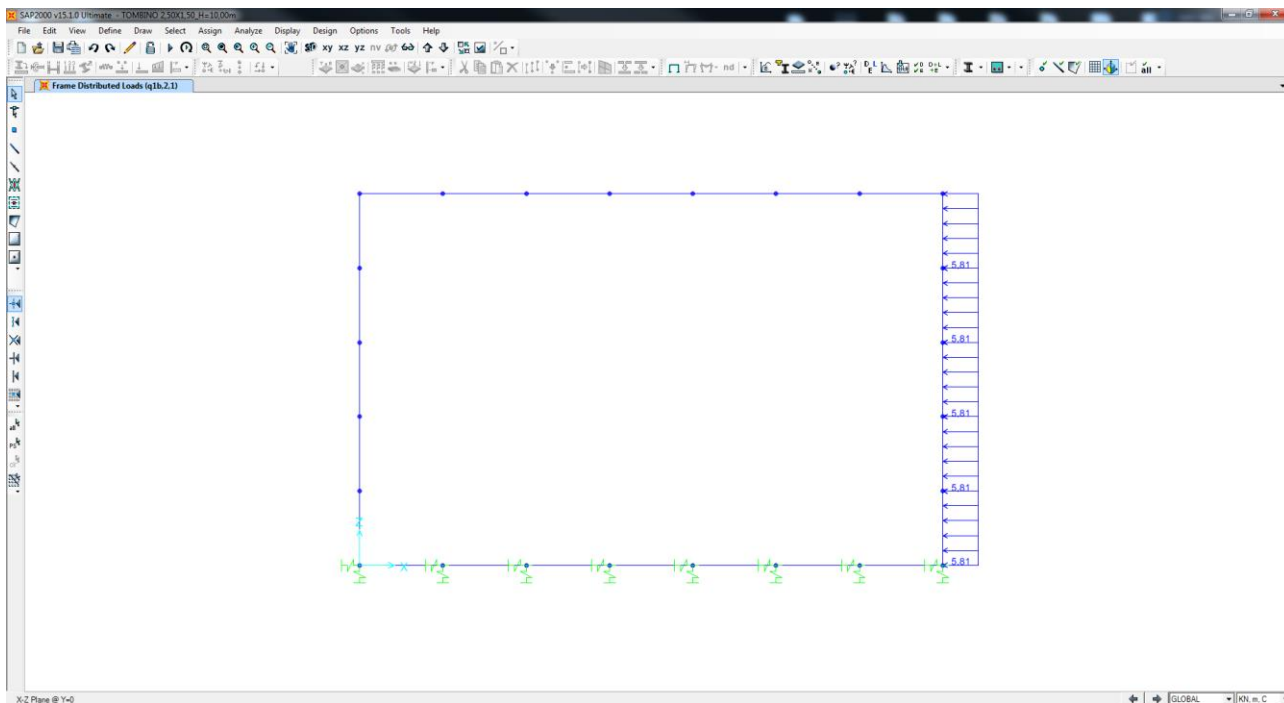 SAP2000 v15.1.0 Ultimate - TOMBINO 2,50X1,50_H=10,00m
File Edit View Define Draw Select Assign Analyze Display Design Options Tools Help
xy xz yz nv
nd
all
Frame Distributed Loads (q1b.2.1)
5,81
5,81
5,81
5,81
5,81
Z
X
X-Z Plane @ Y=0
GLOBAL
KN, m, C